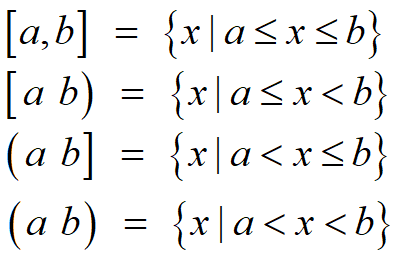 [a,b] = {x | a ≤ x ≤ b}
[a b) = {x | a ≤ x < b}
(a b] = {x | a < x ≤ b}
(a b) = {x | a < x < b}